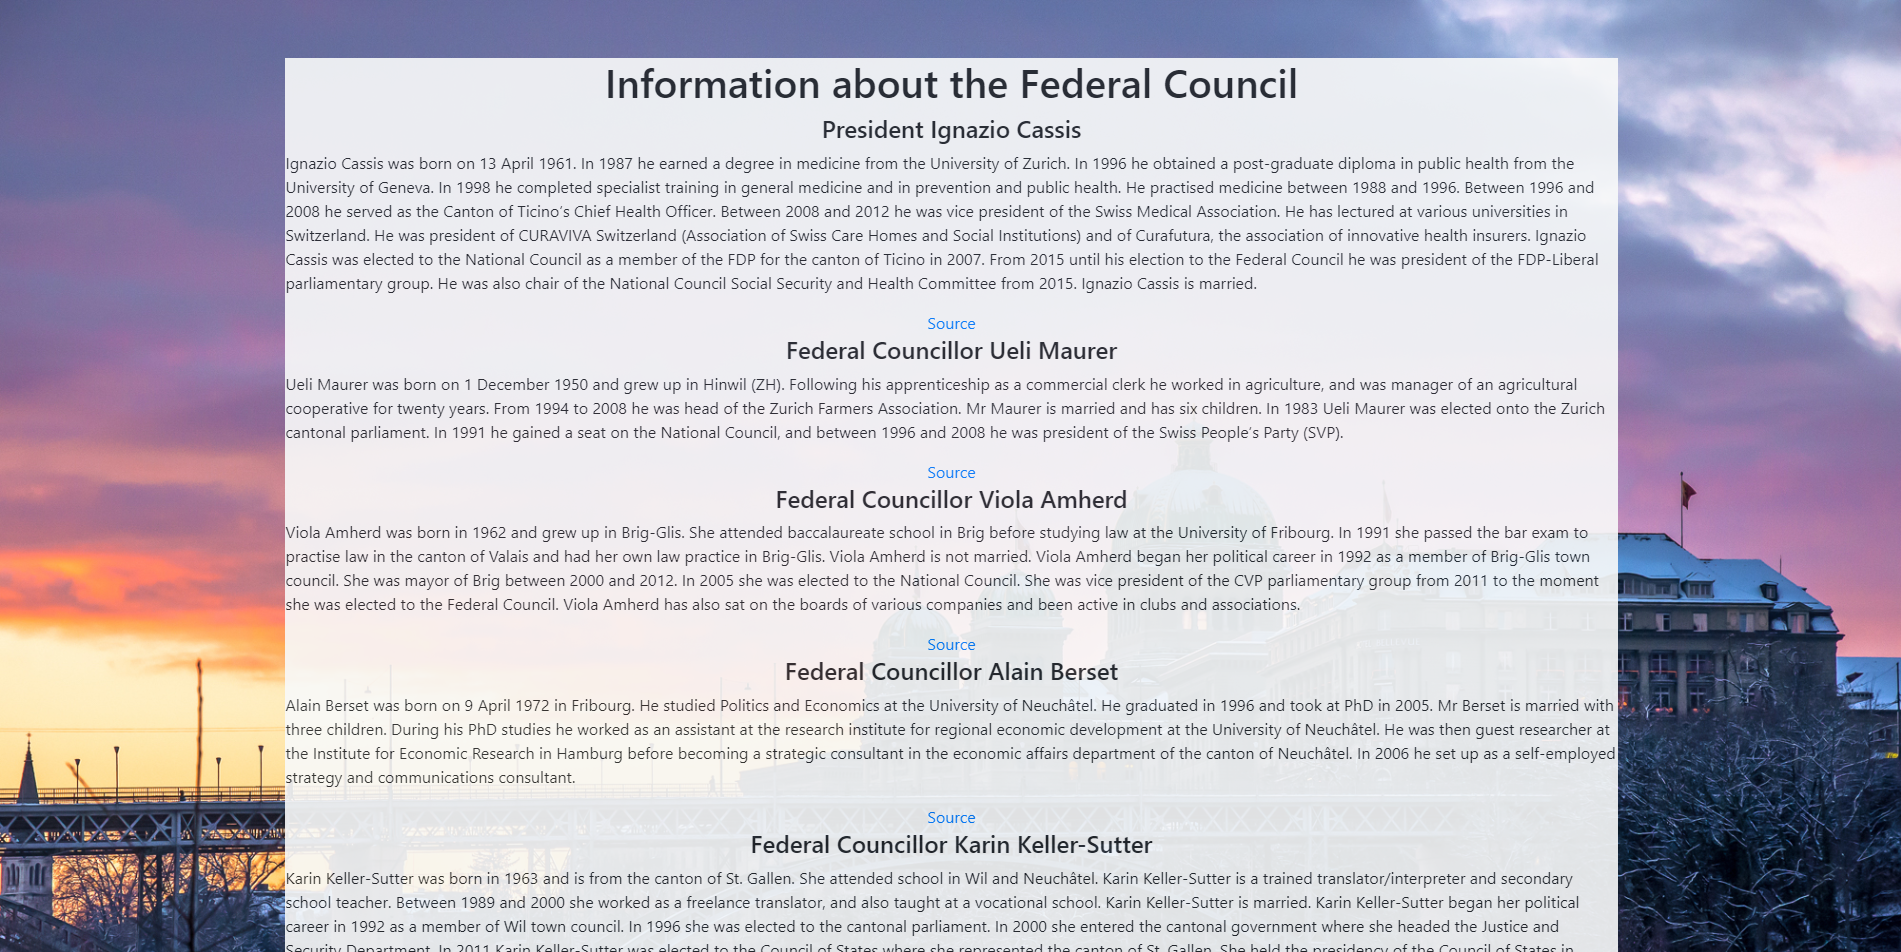 Information about the Federal Council
President Ignazio Cassis
Ignazio Cassis was born on 13 April 1961. In 1987 he earned a degree in medicine from the University of Zurich. In 1996 he obtained a post-graduate diploma in public health from the
University of Geneva. In 1998 he completed specialist training in general medicine and in prevention and public health. He practised medicine between 1988 and 1996. Between 1996 and
2008 he served as the Canton of Ticino’s Chief Health Officer. Between 2008 and 2012 he was vice president of the Swiss Medical Association. He has lectured at various universities in
Switzerland. He was president of CURAVIVA Switzerland (Association of Swiss Care Homes and Social Institutions) and of Curafutura, the association of innovative health insurers. Ignazio
Cassis was elected to the National Council as a member of the FDP for the canton of Ticino in 2007. From 2015 until his election to the Federal Council he was president of the FDP-Liberal
parliamentary group. He was also chair of the National Council Social Security and Health Committee from 2015. Ignazio Cassis is married.
Source
Federal Councillor Ueli Maurer
Ueli Maurer was born on 1 December 1950 and grew up in Hinwil (ZH). Following his apprenticeship as a commercial clerk he worked in agriculture, and was manager of an agricultural
cooperative for twenty years. From 1994 to 2008 he was head of the Zurich Farmers Association. Mr Maurer is married and has six children. In 1983 Ueli Maurer was elected onto the Zurich
cantonal parliament. In 1991 he gained a seat on the National Council, and between 1996 and 2008 he was president of the Swiss People’s Party (SVP).
Source
Federal Councillor Viola Amherd
Viola Amherd was born in 1962 and grew up in Brig-Glis. She attended baccalaureate school in Brig before studying law at the University of Fribourg. In 1991 she passed the bar exam to
practise law in the canton of Valais and had her own law practice in Brig-Glis. Viola Amherd is not married. Viola Amherd began her political career in 1992 as a member of Brig-Glis town
council. She was mayor of Brig between 2000 and 2012. In 2005 she was elected to the National Council. She was vice president of the CVP parliamentary group from 2011 to the moment
she was elected to the Federal Council. Viola Amherd has also sat on the boards of various companies and been active in clubs and associations.
Source
Federal Councillor Alain Berset
Alain Berset was born on 9 April 1972 in Fribourg. He studied Politics and Economics at the University of Neuchâtel. He graduated in 1996 and took at PhD in 2005. Mr Berset is married with
three children. During his PhD studies he worked as an assistant at the research institute for regional economic development at the University of Neuchâtel. He was then guest researcher at
the Institute for Economic Research in Hamburg before becoming a strategic consultant in the economic affairs department of the canton of Neuchâtel. In 2006 he set up as a self-employed
strategy and communications consultant.
Source
Federal Councillor Karin Keller-Sutter
Karin Keller-Sutter was born in 1963 and is from the canton of St. Gallen. She attended school in Wil and Neuchâtel. Karin Keller-Sutter is a trained translator/interpreter and secondary
school teacher. Between 1989 and 2000 she worked as a freelance translator, and also taught at a vocational school. Karin Keller-Sutter is married. Karin Keller-Sutter began her political
career in 1992 as a member of Wil town council. In 1996 she was elected to the cantonal parliament. In 2000 she entered the cantonal government where she headed the Justice and
Security Department. In 2011 Karin Keller-Sutter was elected to the Council of States where she represented the canton of St. Gallen. She held the presidency of the Council of States in